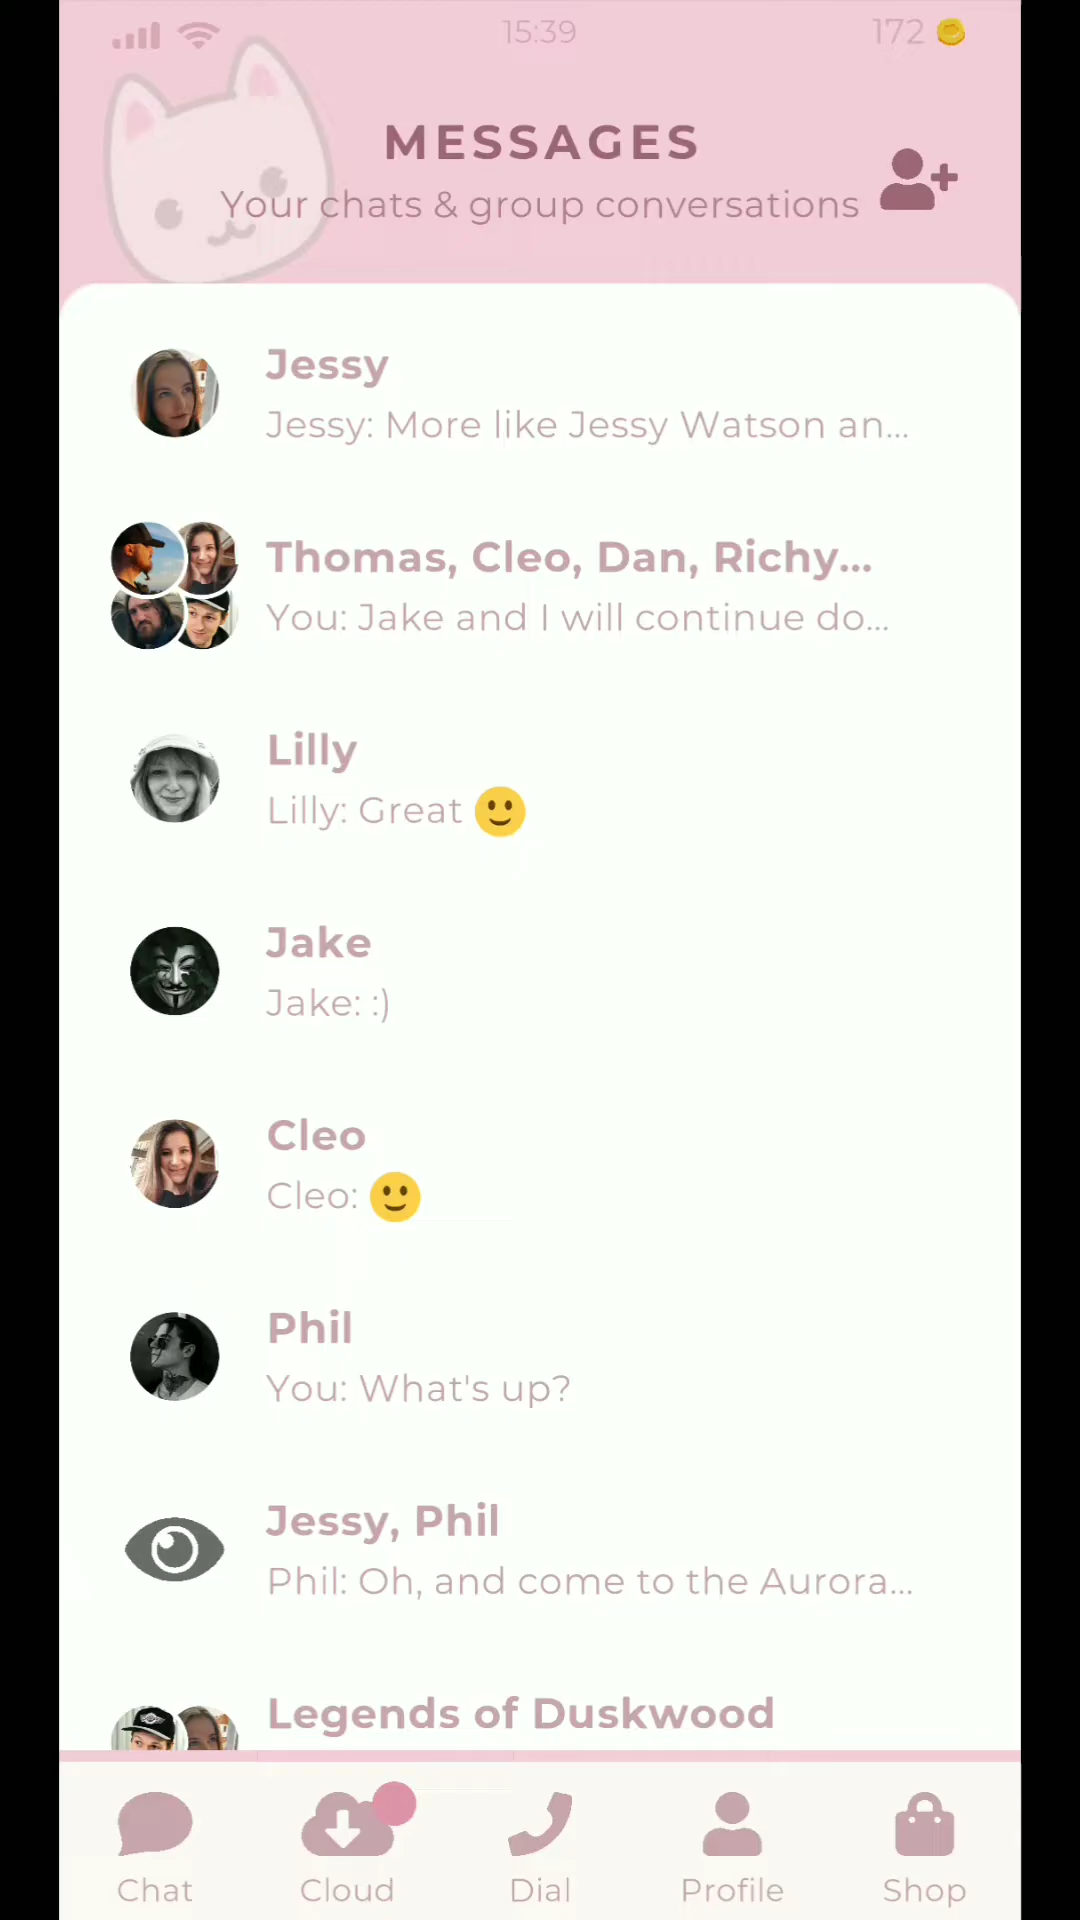 15:39
172
MESSAGES
Your chats & group conversations
Jessy
Jessy: More like Jessy Watson an...
Thomas, Cleo, Dan, Richy...
You: Jake and I will continue do...
Lilly
Lilly: Great 🙂
Jake
Jake: :)
Cleo
Cleo: 🙂
Phil
You: What's up?
Jessy, Phil
Phil: Oh, and come to the Aurora...
Legends of Duskwood
Chat
Cloud
Dial
Profile
Shop